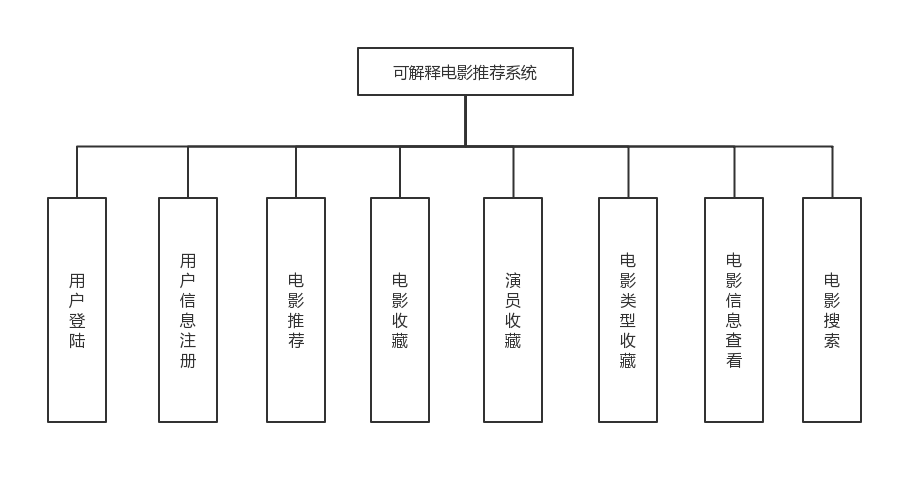 可解释电影推荐系统
用户登陆
用户信息注册
电影推荐
电影收藏
演员收藏
电影类型收藏
电影信息查看
电影搜索